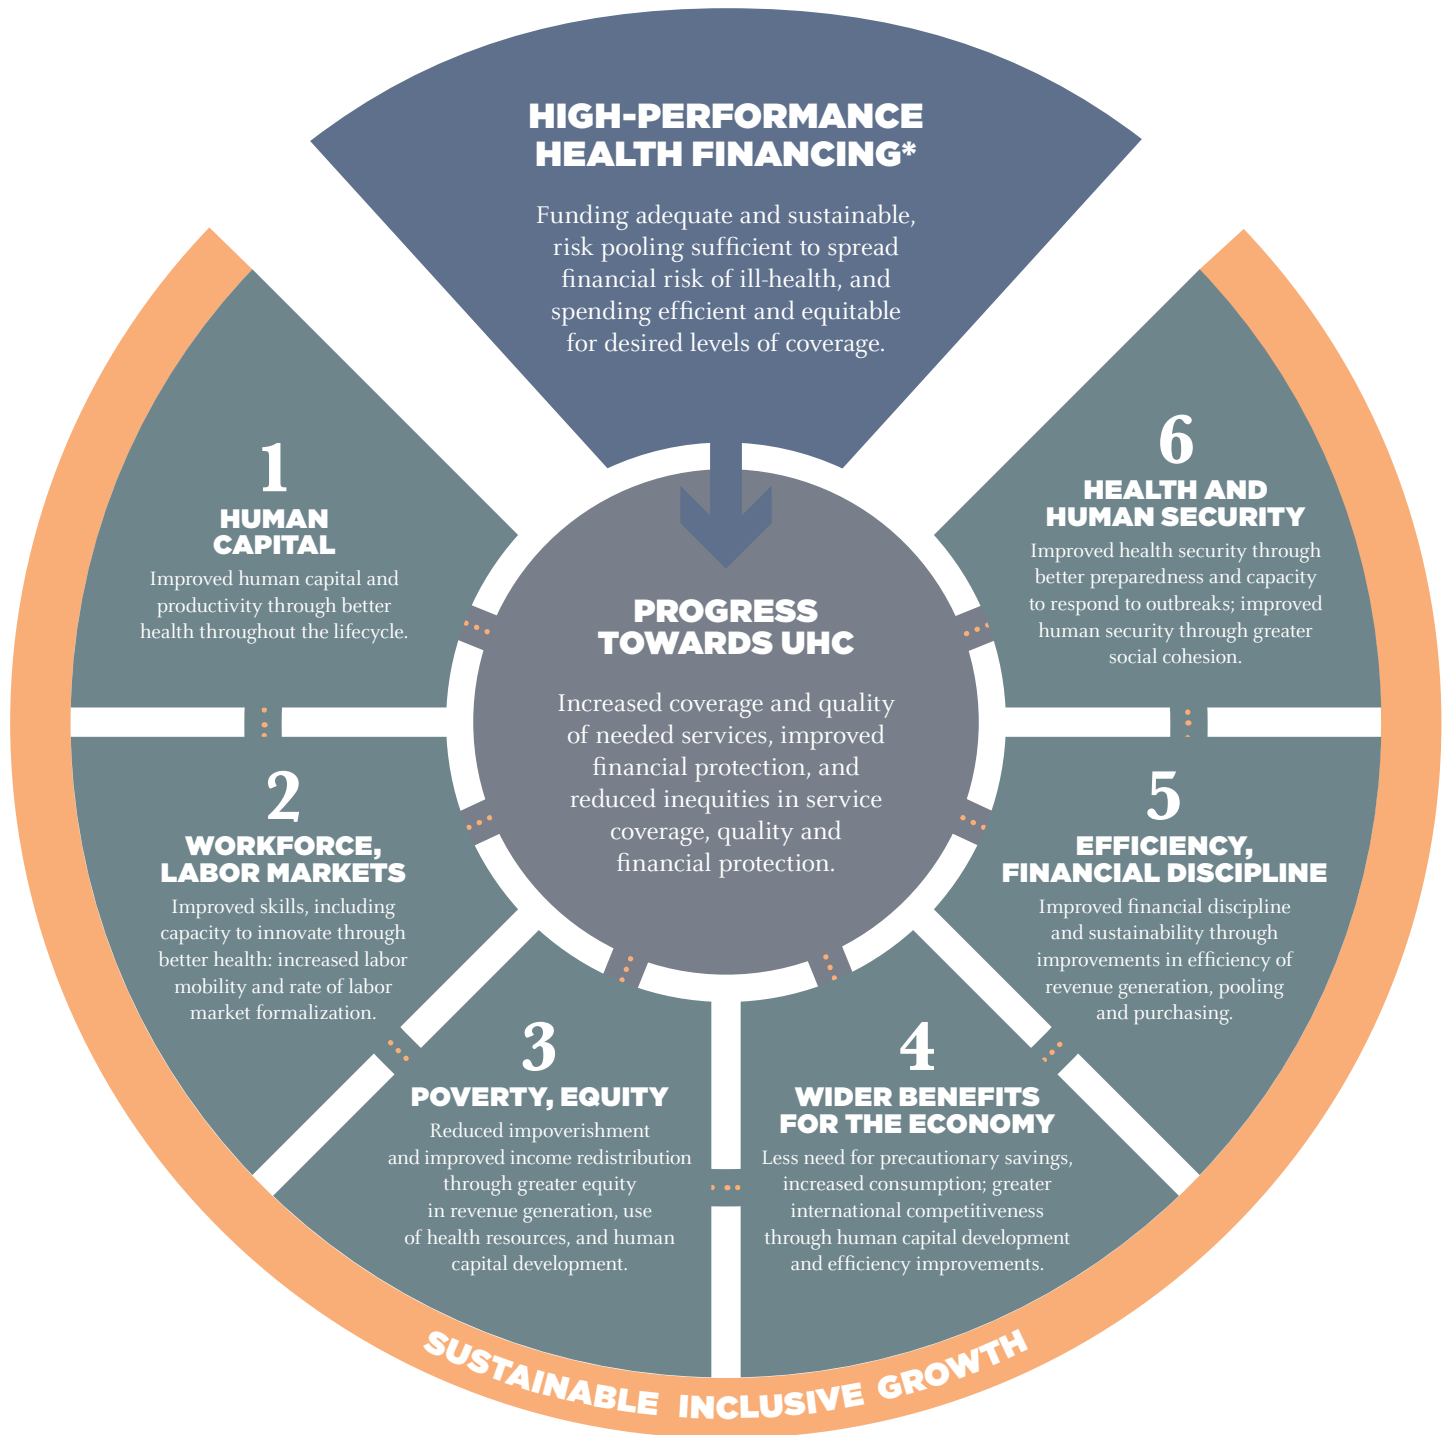 HIGH-PERFORMANCE
HEALTH FINANCING*
Funding adequate and sustainable,
risk pooling sufficient to spread
financial risk of ill-health, and
spending efficient and equitable
for desired levels of coverage.
PROGRESS
TOWARDS UHC
Increased coverage and quality
of needed services, improved
financial protection, and
reduced inequities in service
coverage, quality and
financial protection.
1
HUMAN
CAPITAL
Improved human capital and
productivity through better
health throughout the lifecycle.
2
WORKFORCE,
LABOR MARKETS
Improved skills, including
capacity to innovate through
better health: increased labor
mobility and rate of labor
market formalization.
3
POVERTY, EQUITY
Reduced impoverishment
and improved income redistribution
through greater equity
in revenue generation, use
of health resources, and human
capital development.
4
WIDER BENEFITS
FOR THE ECONOMY
Less need for precautionary savings,
increased consumption; greater
international competitiveness
through human capital development
and efficiency improvements.
5
EFFICIENCY,
FINANCIAL DISCIPLINE
Improved financial discipline
and sustainability through
improvements in efficiency of
revenue generation, pooling
and purchasing.
6
HEALTH AND
HUMAN SECURITY
Improved health security through
better preparedness and capacity
to respond to outbreaks; improved
human security through greater
social cohesion.
SUSTAINABLE INCLUSIVE GROWTH